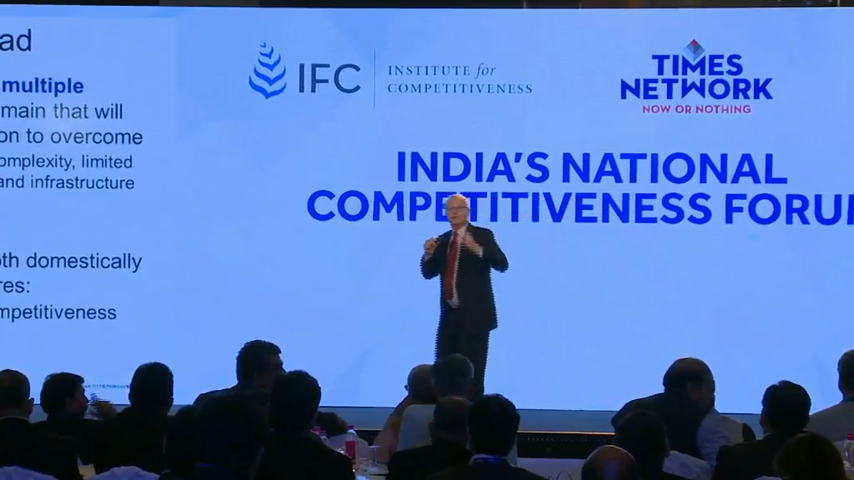 ad
multiple
main that will
on to overcome
omplexity, limited
and infrastructure
oth domestically
res:
mpetitiveness
IFC
INSTITUTE for
COMPETITIVENESS
TIMES
NETWORK
NOW OR NOTHING
INDIA'S NATIONAL
COMPETITIVENESS FORU